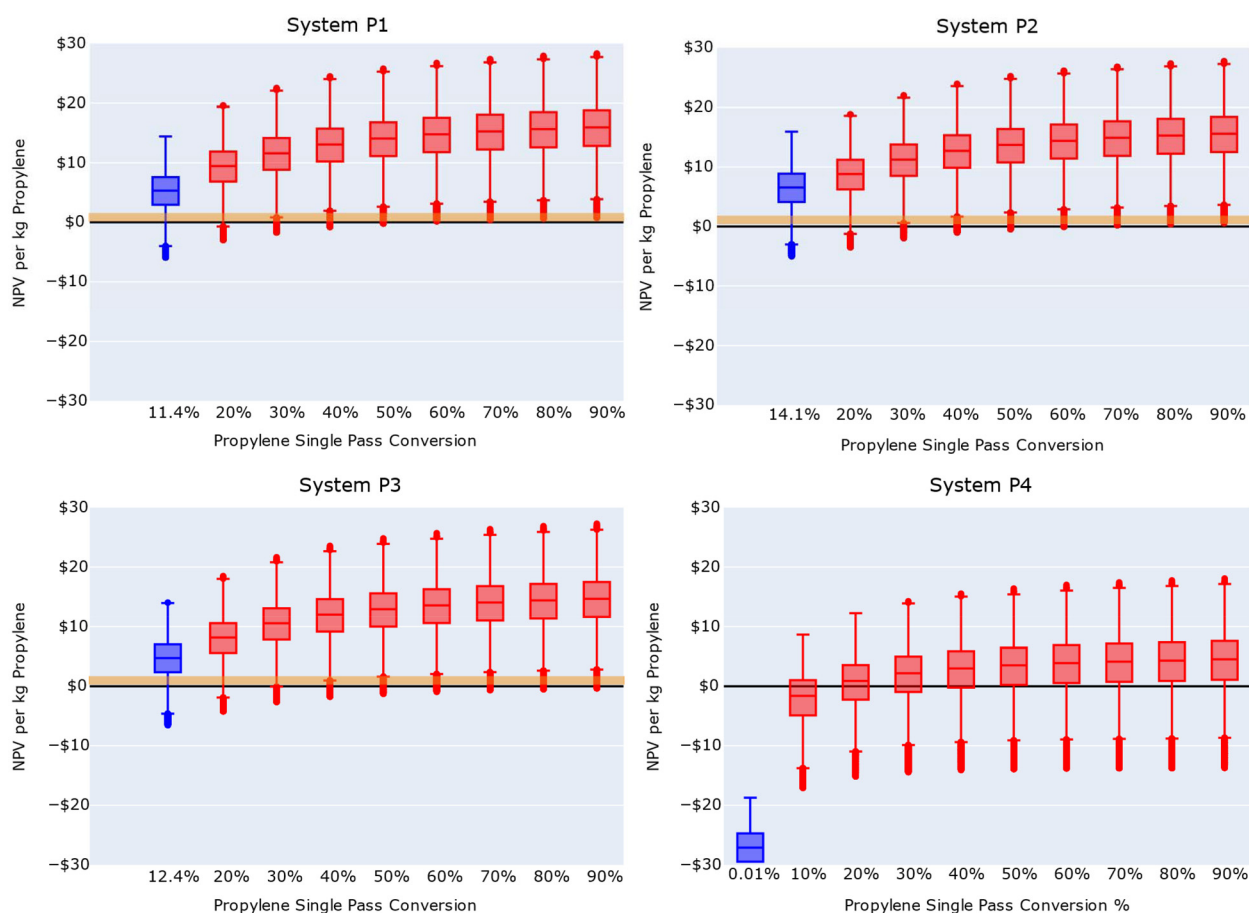 System P1
$30
$20
$10
$0
−$10
−$20
−$30
NPV per kg Propylene
11.4% 20% 30% 40% 50% 60% 70% 80% 90%
Propylene Single Pass Conversion
System P2
$30
$20
$10
$0
−$10
−$20
−$30
NPV per kg Propylene
14.1% 20% 30% 40% 50% 60% 70% 80% 90%
Propylene Single Pass Conversion
System P3
$30
$20
$10
$0
−$10
−$20
−$30
NPV per kg Propylene
12.4% 20% 30% 40% 50% 60% 70% 80% 90%
Propylene Single Pass Conversion
System P4
$30
$20
$10
$0
−$10
−$20
−$30
NPV per kg Propylene
0.01% 10% 20% 30% 40% 50% 60% 70% 80% 90%
Propylene Single Pass Conversion %